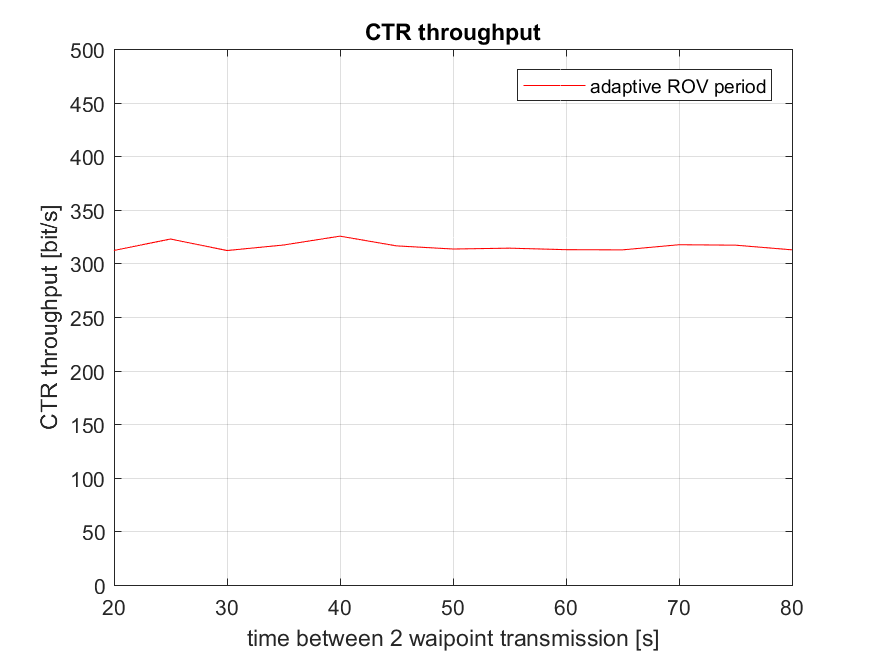 CTR throughput
adaptive ROV period
500
450
400
350
300
250
200
150
100
50
0
CTR throughput [bit/s]
20 30 40 50 60 70 80
time between 2 waipoint transmission [s]